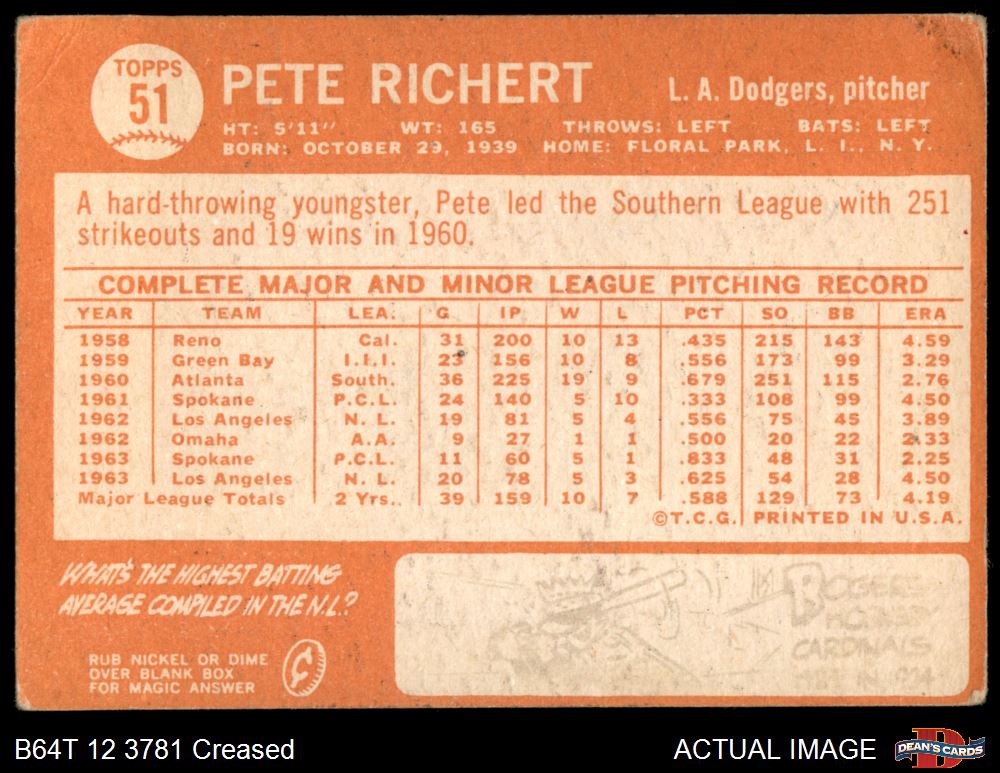 TOPPS
51
PETE RICHERT
L. A. Dodgers, pitcher
HT: 5'11" WT: 165 THROWS: LEFT BATS: LEFT
BORN: OCTOBER 29, 1939 HOME: FLORAL PARK, L. I., N. Y.
A hard-throwing youngster, Pete led the Southern League with 251
strikeouts and 19 wins in 1960.
COMPLETE MAJOR AND MINOR LEAGUE PITCHING RECORD
YEAR TEAM LEA. G IP W L PCT SO BB ERA
1958 Reno Cal. 31 200 10 13 .435 215 143 4.59
1959 Green Bay I.I.I. 23 156 10 8 .556 173 99 3.29
1960 Atlanta South. 36 225 19 9 .679 251 115 2.76
1961 Spokane P.C.L. 24 140 5 10 .333 108 99 4.50
1962 Los Angeles N. L. 19 81 5 4 .556 75 45 3.89
1962 Omaha A.A. 9 27 1 1 .500 20 22 2.33
1963 Spokane P.C.L. 11 60 5 1 .833 48 31 2.25
1963 Los Angeles N. L. 20 78 5 3 .625 54 28 4.50
Major League Totals 2 Yrs.. 39 159 10 7 .588 129 73 4.19
©T.C.G. PRINTED IN U.S.A.
WHAT'S THE HIGHEST BATTING
AVERAGE COMPILED IN THE N.L.?
RUB NICKEL OR DIME
OVER BLANK BOX
FOR MAGIC ANSWER
ROGERS
CARDINALS
B64T 12 3781 Creased
ACTUAL IMAGE
DEAN'S CARDS